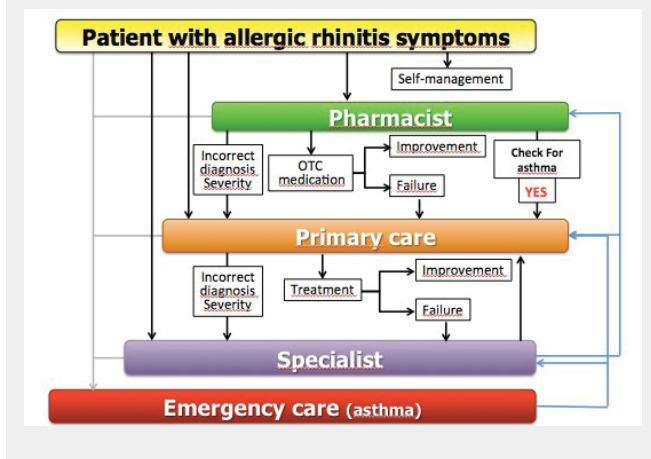 Patient with allergic rhinitis symptoms
Self-management
Pharmacist
Incorrect
diagnosis
Severity
OTC
medication
Improvement
Failure
Check For
asthma
YES
Primary care
Incorrect
diagnosis
Severity
Treatment
Improvement
Failure
Specialist
Emergency care (asthma)